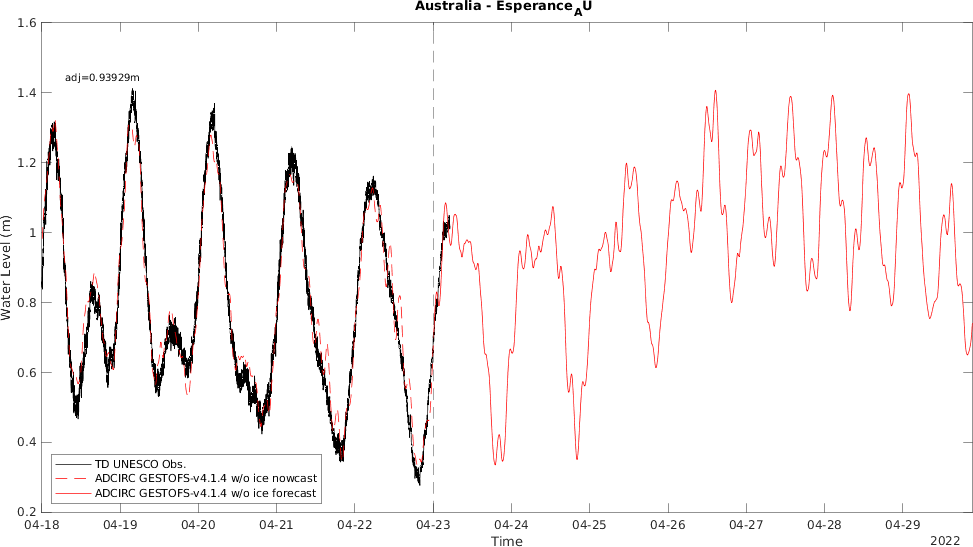 Australia - Esperance_AU
adj=0.93929m
Water Level (m)
1.6
1.4
1.2
1
0.8
0.6
0.4
0.2
TD UNESCO Obs.
ADCIRC GESTOFS-v4.1.4 w/o ice nowcast
ADCIRC GESTOFS-v4.1.4 w/o ice forecast
04-18 04-19 04-20 04-21 04-22 04-23 04-24 04-25 04-26 04-27 04-28 04-29
Time
2022